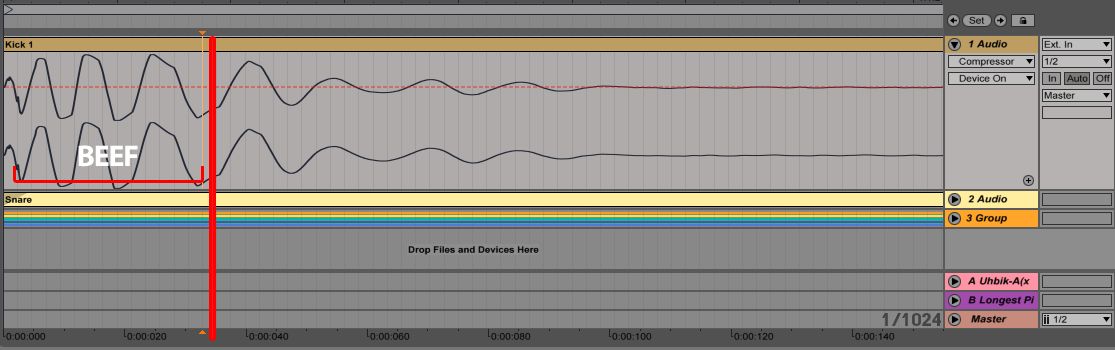 Set
Kick 1
1 Audio
Ext. In
Compressor
1/2
Device On
In Auto Off
Master
BEEF
Snare
2 Audio
3 Group
Drop Files and Devices Here
A Uhbik-A(x
B Longest Pi
1/1024
Master
1/2
0:00:000 0:00:020 0:00:040 0:00:060 0:00:080 0:00:100 0:00:120 0:00:140